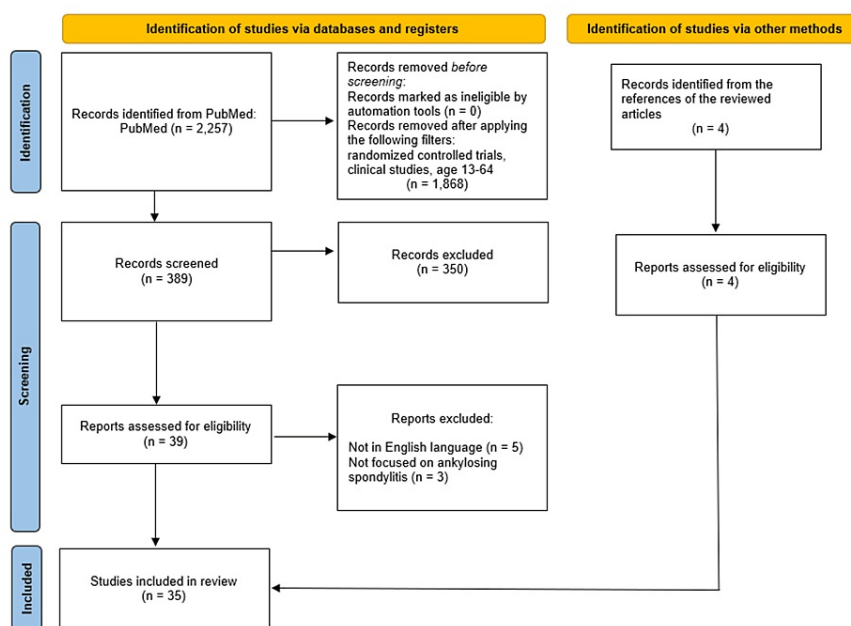 Identification of studies via databases and registers
Identification of studies via other methods
Identification
Records identified from PubMed:
PubMed (n = 2,257)
Records removed before
screening:
Records marked as ineligible by
automation tools (n = 0)
Records removed after applying
the following filters:
randomized controlled trials,
clinical studies, age 13-64
(n = 1,868)
Records identified from the
references of the reviewed
articles
(n = 4)
Screening
Records screened
(n = 389)
Records excluded
(n = 350)
Reports assessed for eligibility
(n = 4)
Reports assessed for eligibility
(n = 39)
Reports excluded:
Not in English language (n = 5)
Not focused on ankylosing
spondylitis (n = 3)
Included
Studies included in review
(n = 35)